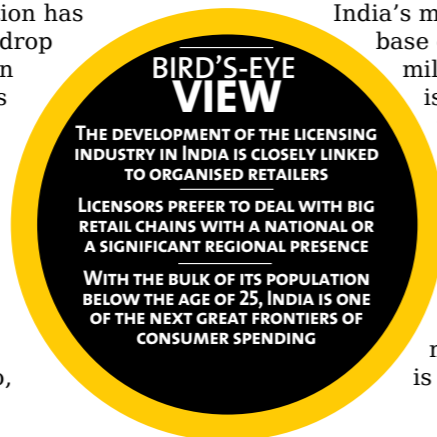 ion has
drop
n
s
o,
BIRD'S-EYE
VIEW
THE DEVELOPMENT OF THE LICENSING
INDUSTRY IN INDIA IS CLOSELY LINKED
TO ORGANISED RETAILERS
LICENSORS PREFER TO DEAL WITH BIG
RETAIL CHAINS WITH A NATIONAL OR
A SIGNIFICANT REGIONAL PRESENCE
WITH THE BULK OF ITS POPULATION
BELOW THE AGE OF 25, INDIA IS ONE
OF THE NEXT GREAT FRONTIERS OF
CONSUMER SPENDING
India's m
base
mil
is
is